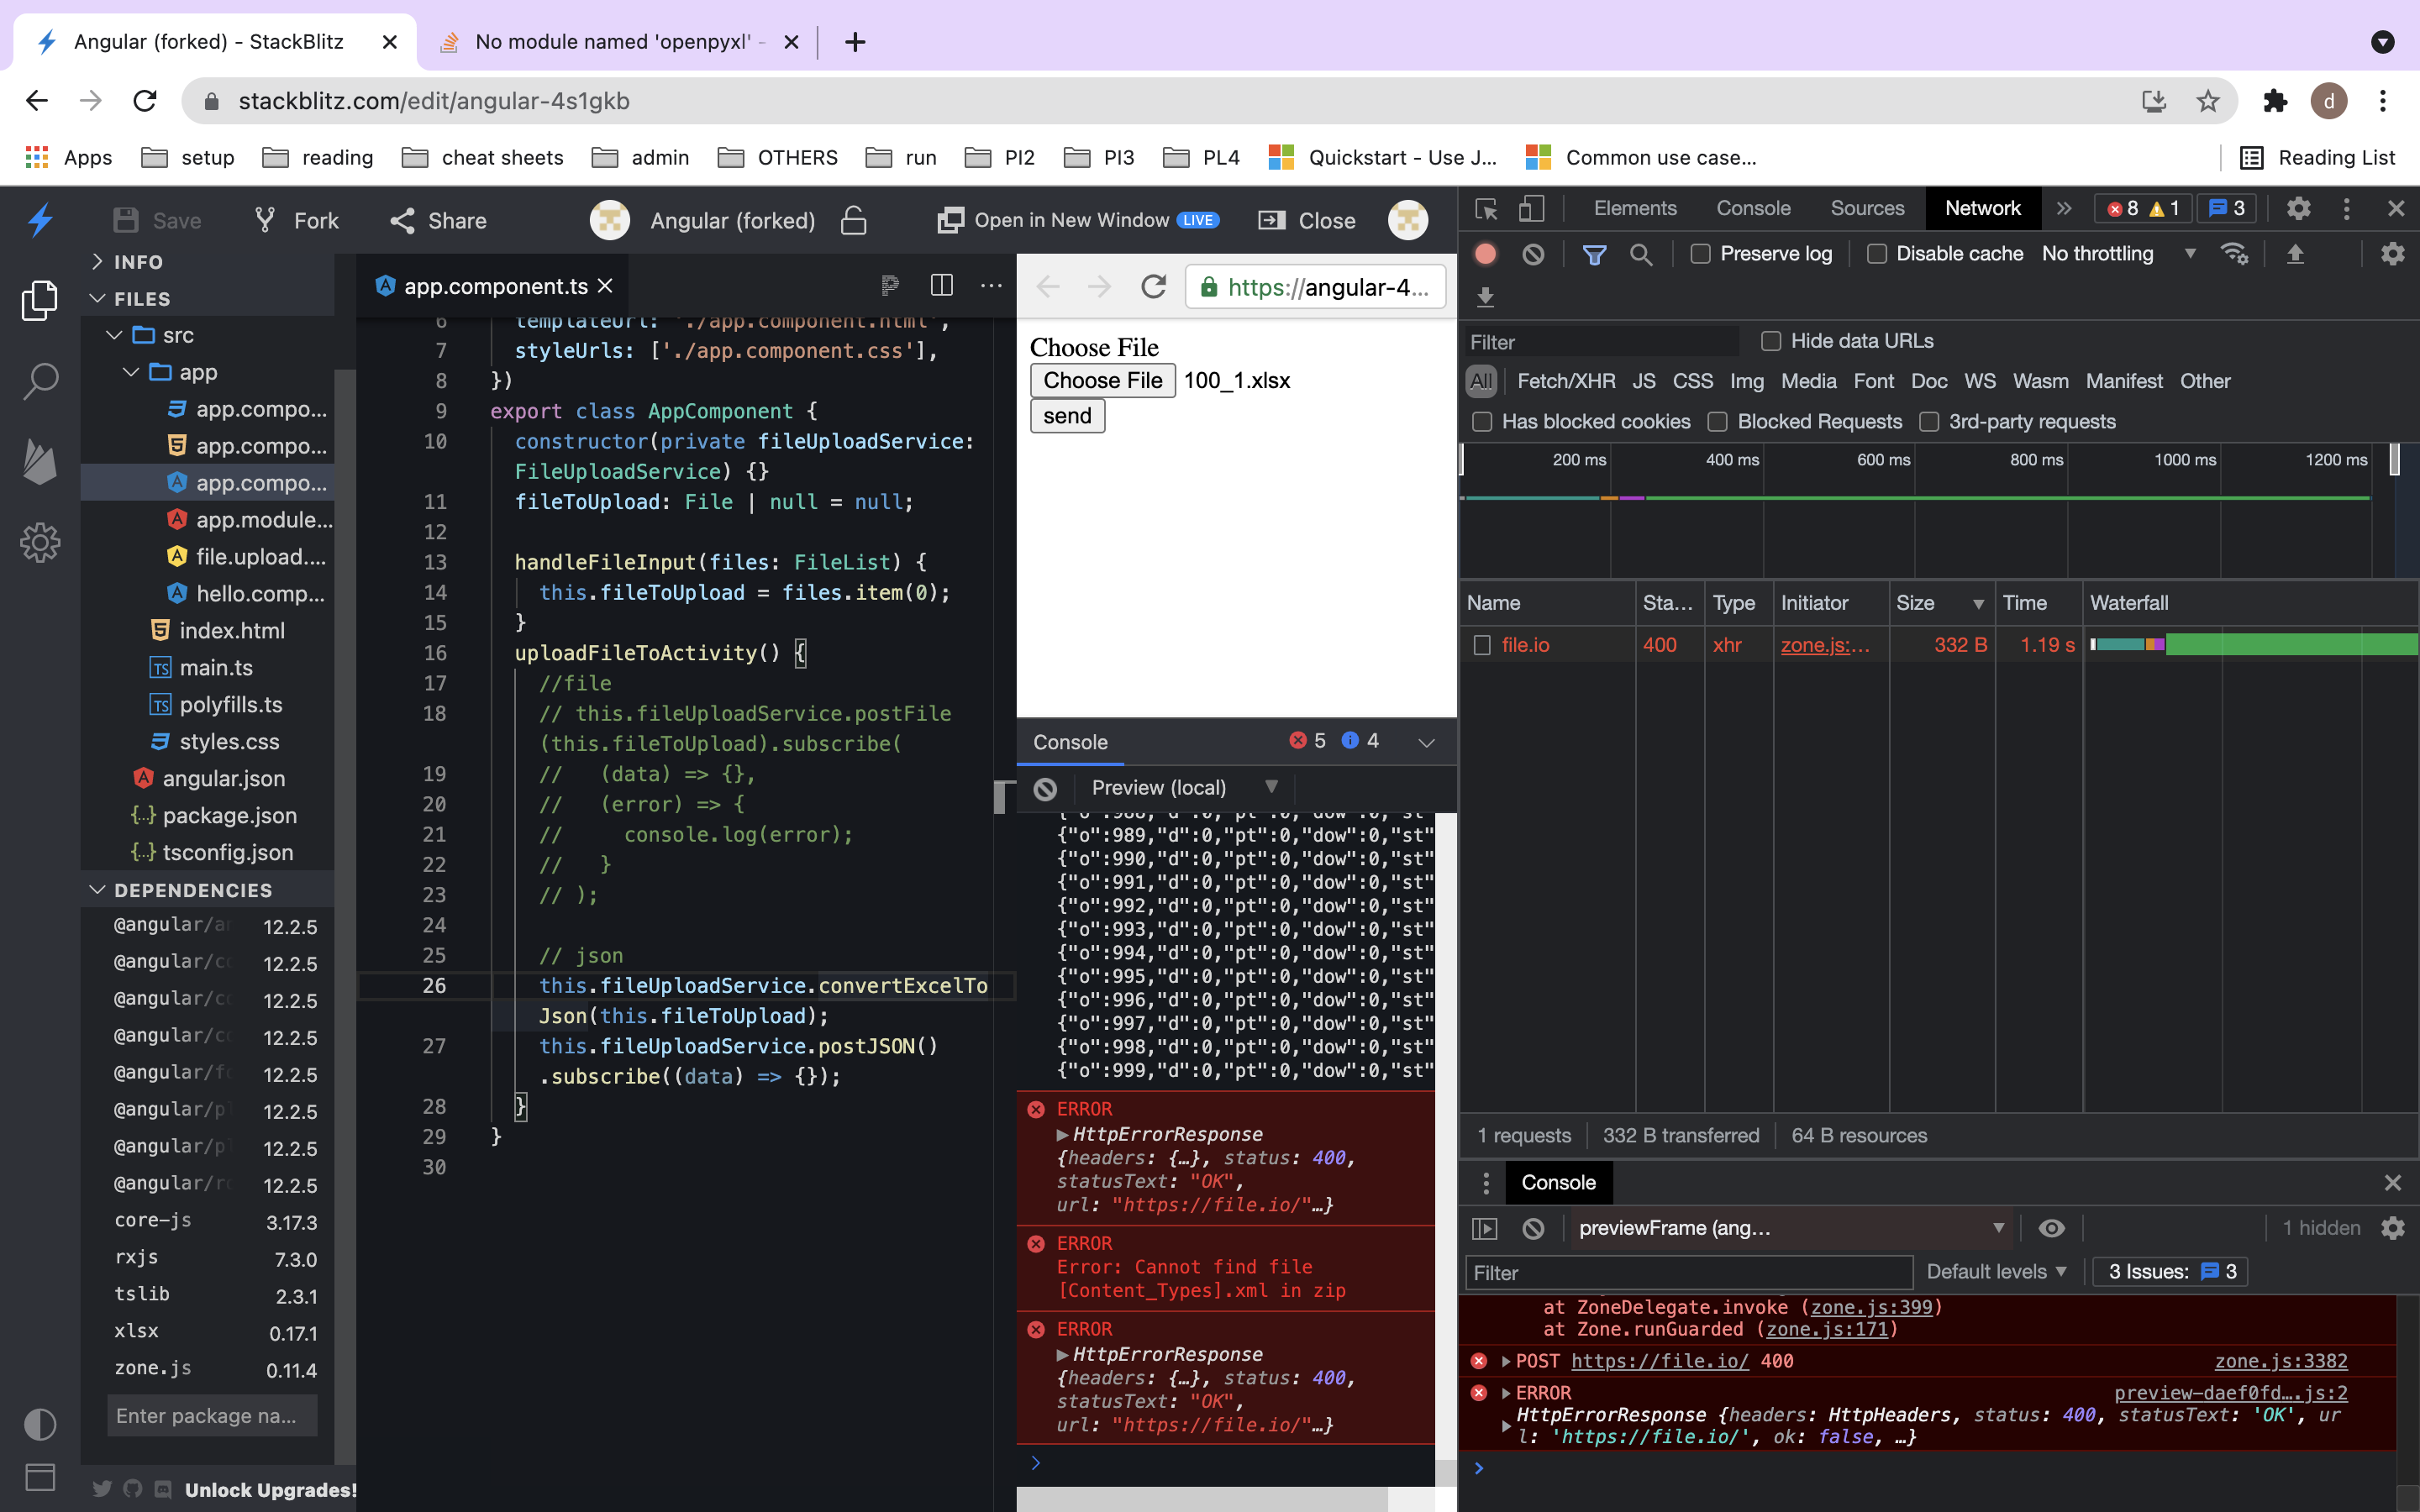 Angular (forked) - StackBlitz
No module named 'openpyxl' -
stackblitz.com/edit/angular-4s1gkb
d
Apps
setup
reading
cheat sheets
admin
OTHERS
run
PI2
PI3
PL4
Quickstart - Use J...
Common use case...
Reading List
Save
Fork
Share
Angular (forked)
Open in New Window LIVE
Close
INFO
FILES
src
app
app.compo...
app.compo...
app.compo...
app.module...
file.upload....
hello.comp...
index.html
main.ts
polyfills.ts
styles.css
angular.json
package.json
tsconfig.json
DEPENDENCIES
@angular/an 12.2.5
@angular/co 12.2.5
@angular/co 12.2.5
@angular/co 12.2.5
@angular/fo 12.2.5
@angular/pl 12.2.5
@angular/pl 12.2.5
@angular/ro 12.2.5
core-js 3.17.3
rxjs 7.3.0
tslib 2.3.1
xlsx 0.17.1
zone.js 0.11.4
Enter package na...
Unlock Upgrades!
app.component.ts
6 templateUrl: './app.component.html',
7 styleUrls: ['./app.component.css'],
8 })
9 export class AppComponent {
10 constructor(private fileUploadService:
FileUploadService) {}
11 fileToUpload: File | null = null;
12
13 handleFileInput(files: FileList) {
14 this.fileToUpload = files.item(0);
15 }
16 uploadFileToActivity() {
17 //file
18 // this.fileUploadService.postFile
(this.fileToUpload).subscribe(
19 // (data) => {},
20 // (error) => {
21 // console.log(error);
22 // }
23 // );
24
25 // json
26 this.fileUploadService.convertExcelTo
Json(this.fileToUpload);
27 this.fileUploadService.postJSON()
.subscribe((data) => {});
28 }
29 }
30
https://angular-4...
Choose File
Choose File 100_1.xlsx
send
Console 5 4
Preview (local)
{"o":988,"d":0,"pt":0,"dow":0,"st"
{"o":989,"d":0,"pt":0,"dow":0,"st"
{"o":990,"d":0,"pt":0,"dow":0,"st"
{"o":991,"d":0,"pt":0,"dow":0,"st"
{"o":992,"d":0,"pt":0,"dow":0,"st"
{"o":993,"d":0,"pt":0,"dow":0,"st"
{"o":994,"d":0,"pt":0,"dow":0,"st"
{"o":995,"d":0,"pt":0,"dow":0,"st"
{"o":996,"d":0,"pt":0,"dow":0,"st"
{"o":997,"d":0,"pt":0,"dow":0,"st"
{"o":998,"d":0,"pt":0,"dow":0,"st"
{"o":999,"d":0,"pt":0,"dow":0,"st"
ERROR
HttpErrorResponse
{headers: {…}, status: 400,
statusText: "OK",
url: "https://file.io/"…}
ERROR
Error: Cannot find file
[Content_Types].xml in zip
ERROR
HttpErrorResponse
{headers: {…}, status: 400,
statusText: "OK",
url: "https://file.io/"…}
Elements
Console
Sources
Network
8 1 3
Preserve log
Disable cache
No throttling
Filter
Hide data URLs
All Fetch/XHR JS CSS Img Media Font Doc WS Wasm Manifest Other
Has blocked cookies
Blocked Requests
3rd-party requests
200 ms 400 ms 600 ms 800 ms 1000 ms 1200 ms
Name Sta... Type Initiator Size Time Waterfall
file.io 400 xhr zone.js:... 332 B 1.19 s
1 requests 332 B transferred 64 B resources
Console
previewFrame (ang...
1 hidden
Filter
Default levels
3 Issues: 3
at ZoneDelegate.invoke (zone.js:399)
at Zone.runGuarded (zone.js:171)
POST https://file.io/ 400 zone.js:3382
ERROR preview-daef0fd….js:2
HttpErrorResponse {headers: HttpHeaders, status: 400, statusText: 'OK', ur
l: 'https://file.io/', ok: false, …}